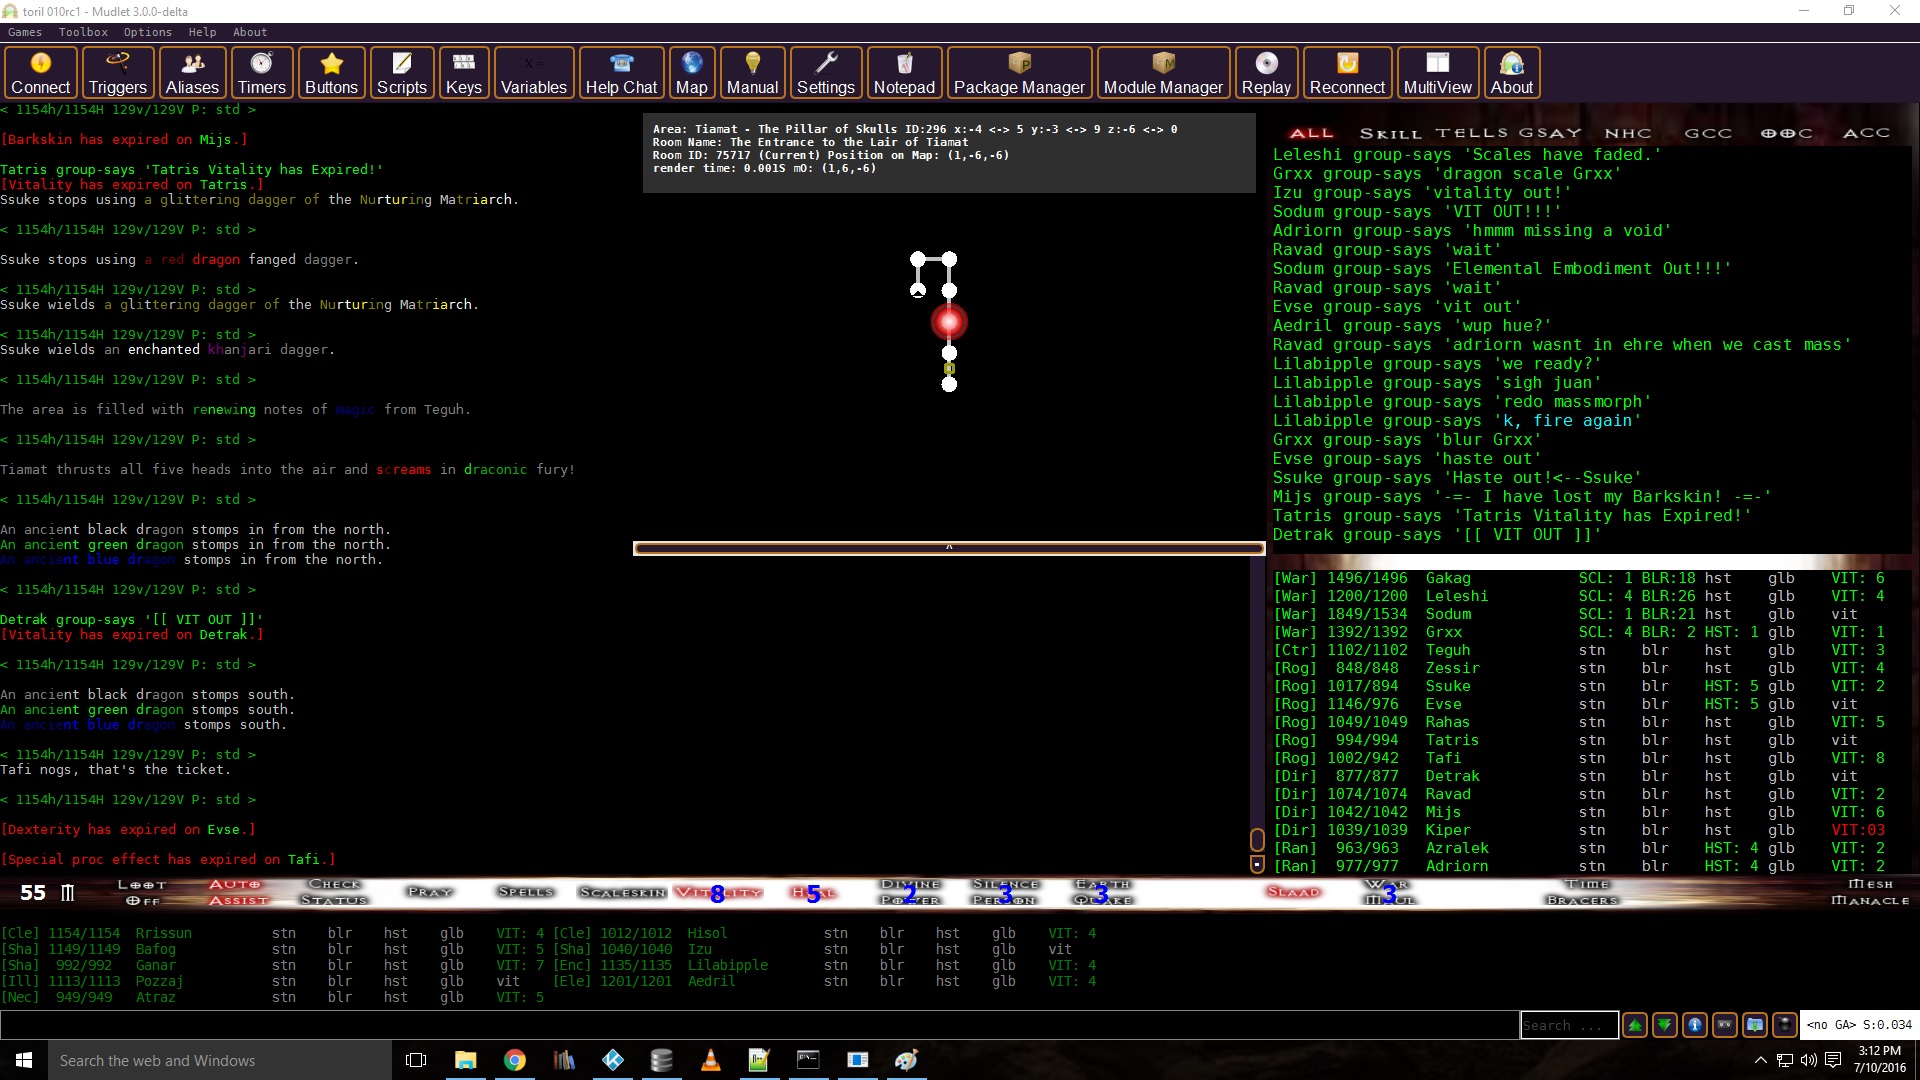 toril 010rc1 - Mudlet 3.0.0-delta
Games Toolbox Options Help About
Connect Triggers Aliases Timers Buttons Scripts Keys Variables Help Chat Map Manual Settings Notepad Package Manager Module Manager Replay Reconnect MultiView About
< 1154h/1154H 129v/129V P: std >
[Barkskin has expired on Mijs.]
Tatris group-says 'Tatris Vitality has Expired!'
[Vitality has expired on Tatris.]
Ssuke stops using a glittering dagger of the Nurturing Matriarch.
< 1154h/1154H 129v/129V P: std >
Ssuke stops using a red dragon fanged dagger.
< 1154h/1154H 129v/129V P: std >
Ssuke wields a glittering dagger of the Nurturing Matriarch.
< 1154h/1154H 129v/129V P: std >
Ssuke wields an enchanted khanjari dagger.
< 1154h/1154H 129v/129V P: std >
The area is filled with renewing notes of magic from Teguh.
< 1154h/1154H 129v/129V P: std >
Tiamat thrusts all five heads into the air and screams in draconic fury!
< 1154h/1154H 129v/129V P: std >
An ancient black dragon stomps in from the north.
An ancient green dragon stomps in from the north.
An ancient blue dragon stomps in from the north.
< 1154h/1154H 129v/129V P: std >
Detrak group-says '[[ VIT OUT ]]'
[Vitality has expired on Detrak.]
< 1154h/1154H 129v/129V P: std >
An ancient black dragon stomps south.
An ancient green dragon stomps south.
An ancient blue dragon stomps south.
< 1154h/1154H 129v/129V P: std >
Tafi nogs, that's the ticket.
< 1154h/1154H 129v/129V P: std >
[Dexterity has expired on Evse.]
[Special proc effect has expired on Tafi.]
Area: Tiamat - The Pillar of Skulls ID:296 x:-4 <-> 5 y:-3 <-> 9 z:-6 <-> 0
Room Name: The Entrance to the Lair of Tiamat
Room ID: 75717 (Current) Position on Map: (1,-6,-6)
render time: 0.001S mO: (1,6,-6)
^
ALL SKILL TELLS GSAY NHC GCC OOC ACC
Leleshi group-says 'Scales have faded.'
Grxx group-says 'dragon scale Grxx'
Izu group-says 'vitality out!'
Sodum group-says 'VIT OUT!!!'
Adriorn group-says 'hmmm missing a void'
Ravad group-says 'wait'
Sodum group-says 'Elemental Embodiment Out!!!'
Ravad group-says 'wait'
Evse group-says 'vit out'
Aedril group-says 'wup hue?'
Ravad group-says 'adriorn wasnt in ehre when we cast mass'
Lilabipple group-says 'we ready?'
Lilabipple group-says 'sigh juan'
Lilabipple group-says 'redo massmorph'
Lilabipple group-says 'k, fire again'
Grxx group-says 'blur Grxx'
Evse group-says 'haste out'
Ssuke group-says 'Haste out!<--Ssuke'
Mijs group-says '-=- I have lost my Barkskin! -=-'
Tatris group-says 'Tatris Vitality has Expired!'
Detrak group-says '[[ VIT OUT ]]'
[War] 1496/1496 Gakag SCL: 1 BLR:18 hst glb VIT: 6
[War] 1200/1200 Leleshi SCL: 4 BLR:26 hst glb VIT: 4
[War] 1849/1534 Sodum SCL: 1 BLR:21 hst glb vit
[War] 1392/1392 Grxx SCL: 4 BLR: 2 HST: 1 glb VIT: 1
[Ctr] 1102/1102 Teguh stn blr hst glb VIT: 3
[Rog] 848/848 Zessir stn blr hst glb VIT: 4
[Rog] 1017/894 Ssuke stn blr HST: 5 glb VIT: 2
[Rog] 1146/976 Evse stn blr HST: 5 glb vit
[Rog] 1049/1049 Rahas stn blr hst glb VIT: 5
[Rog] 994/994 Tatris stn blr hst glb vit
[Rog] 1002/942 Tafi stn blr hst glb VIT: 8
[Dir] 877/877 Detrak stn blr hst glb vit
[Dir] 1074/1074 Ravad stn blr hst glb VIT: 2
[Dir] 1042/1042 Mijs stn blr hst glb VIT: 6
[Dir] 1039/1039 Kiper stn blr hst glb VIT:03
[Ran] 963/963 Azralek stn blr HST: 4 glb VIT: 2
[Ran] 977/977 Adriorn stn blr HST: 4 glb VIT: 2
55 LOOT OFF AUTO ASSIST CHECK STATUS PRAY SPELLS SCALESKIN VITALITY 8 HEAL 5 DIVINE POWER 2 SILENCE PERSON 3 EARTH QUAKE 3 SLAAD WAR MAUL 3 TIME BRACERS MESH MANACLE
[Cle] 1154/1154 Rrissun stn blr hst glb VIT: 4 [Cle] 1012/1012 Hisol stn blr hst glb VIT: 4
[Sha] 1149/1149 Bafog stn blr hst glb VIT: 5 [Sha] 1040/1040 Izu stn blr hst glb vit
[Sha] 992/992 Ganar stn blr hst glb VIT: 7 [Enc] 1135/1135 Lilabipple stn blr hst glb VIT: 4
[Ill] 1113/1113 Pozzaj stn blr hst glb vit [Ele] 1201/1201 Aedril stn blr hst glb VIT: 4
[Nec] 949/949 Atraz stn blr hst glb VIT: 5
Search ... <no GA> S:0.034
Search the web and Windows
3:12 PM
7/10/2016